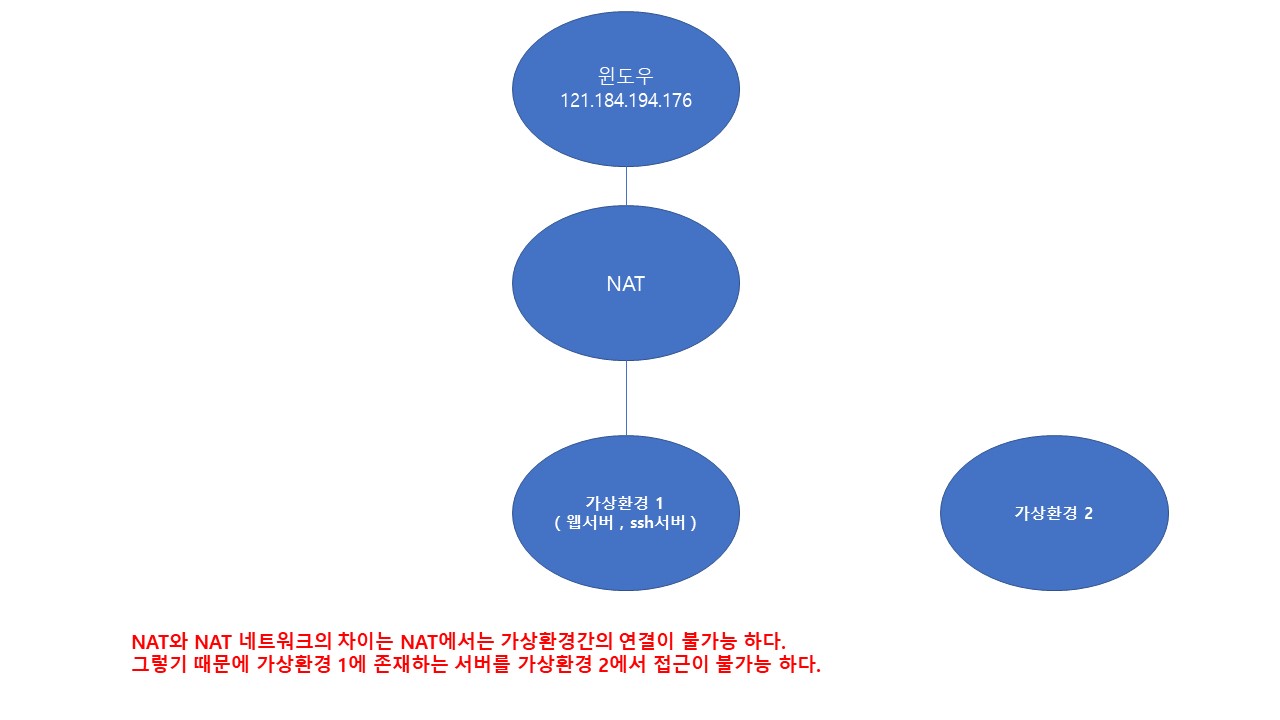 윈도우
121.184.194.176
NAT
가상환경 1
( 웹서버 , ssh서버 )
가상환경 2
NAT와 NAT 네트워크의 차이는 NAT에서는 가상환경간의 연결이 불가능 하다.
그렇기 때문에 가상환경 1에 존재하는 서버를 가상환경 2에서 접근이 불가능 하다.